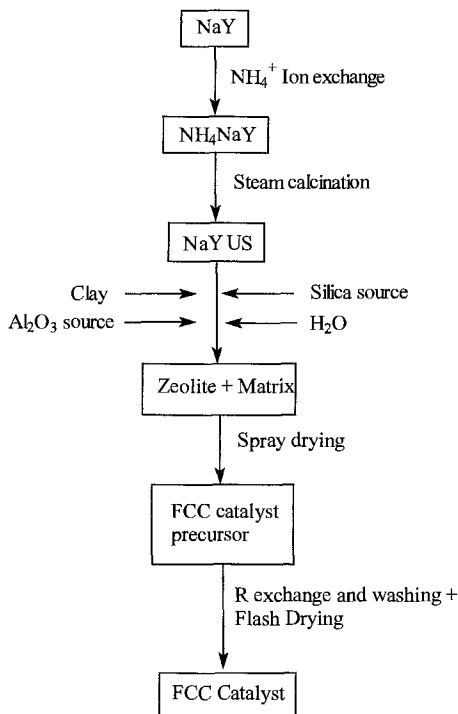 NaY
NH₄⁺ Ion exchange
NH₄NaY
Steam calcination
NaY US
Clay
Silica source
Al₂O₃ source
H₂O
Zeolite + Matrix
Spray drying
FCC catalyst
precursor
R exchange and washing +
Flash Drying
FCC Catalyst